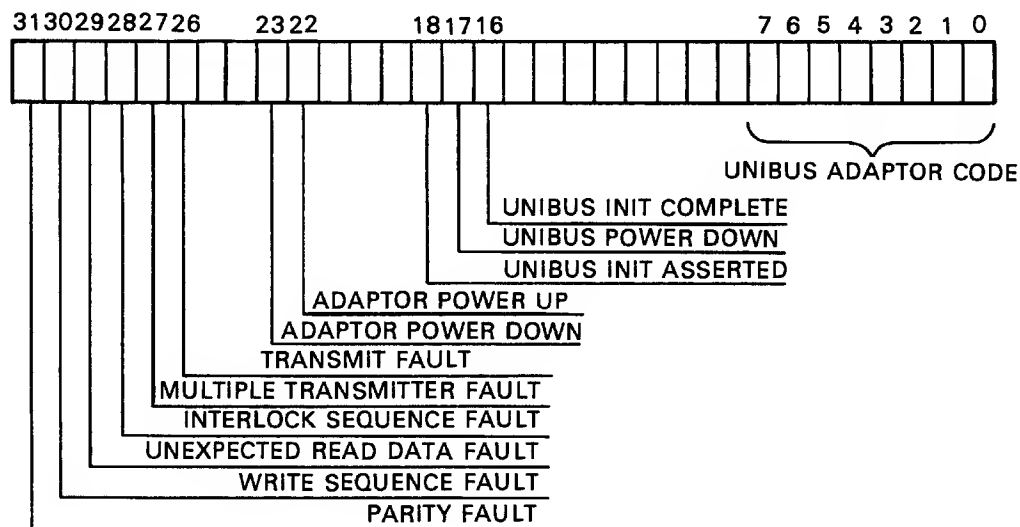 31 30 29 28 27 26 23 22 18 17 16 7 6 5 4 3 2 1 0
UNIBUS ADAPTOR CODE
UNIBUS INIT COMPLETE
UNIBUS POWER DOWN
UNIBUS INIT ASSERTED
ADAPTOR POWER UP
ADAPTOR POWER DOWN
TRANSMIT FAULT
MULTIPLE TRANSMITTER FAULT
INTERLOCK SEQUENCE FAULT
UNEXPECTED READ DATA FAULT
WRITE SEQUENCE FAULT
PARITY FAULT